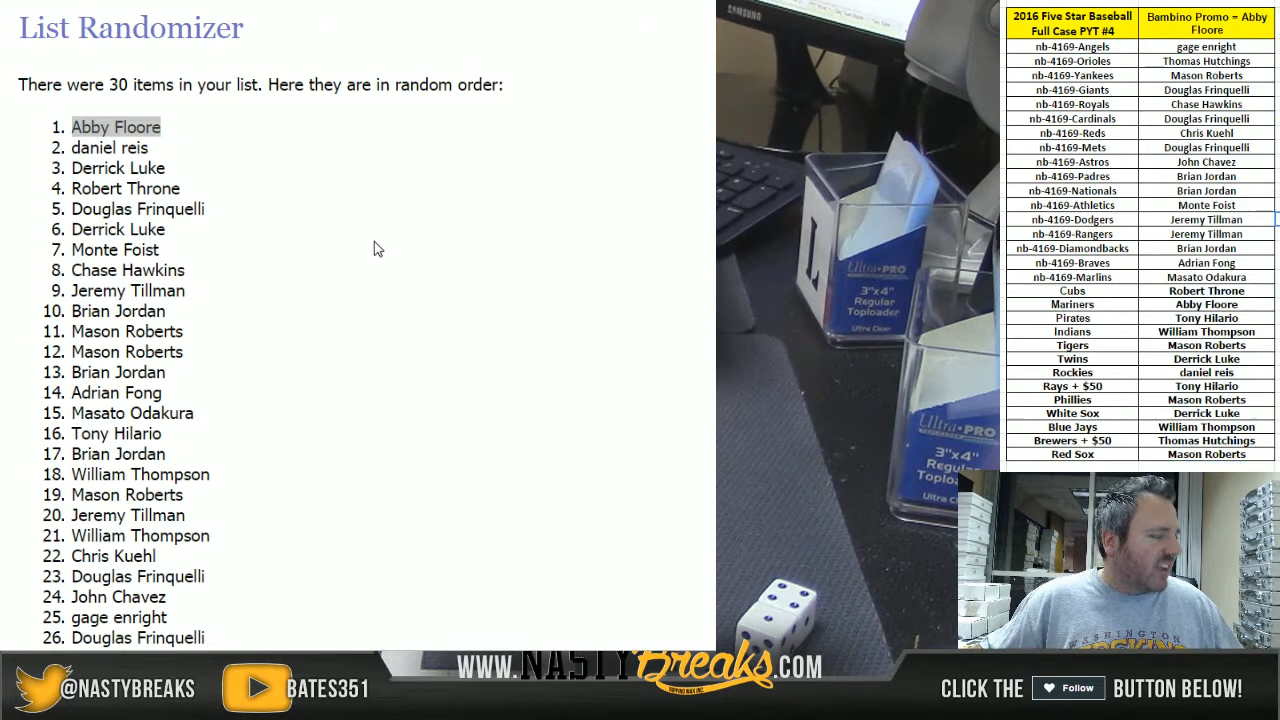 List Randomizer
There were 30 items in your list. Here they are in random order:
1. Abby Floore
2. daniel reis
3. Derrick Luke
4. Robert Throne
5. Douglas Frinquelli
6. Derrick Luke
7. Monte Foist
8. Chase Hawkins
9. Jeremy Tillman
10. Brian Jordan
11. Mason Roberts
12. Mason Roberts
13. Brian Jordan
14. Adrian Fong
15. Masato Odakura
16. Tony Hilario
17. Brian Jordan
18. William Thompson
19. Mason Roberts
20. Jeremy Tillman
21. William Thompson
22. Chris Kuehl
23. Douglas Frinquelli
24. John Chavez
25. gage enright
26. Douglas Frinquelli
SAMSUNG
ULTRA·PRO
3"x4"
Regular
Toploader
Ultra Clear
ULTRA·PRO
3"x4"
2016 Five Star Baseball Bambino Promo = Abby
Full Case PYT #4 Floore
nb-4169-Angels gage enright
nb-4169-Orioles Thomas Hutchings
nb-4169-Yankees Mason Roberts
nb-4169-Giants Douglas Frinquelli
nb-4169-Royals Chase Hawkins
nb-4169-Cardinals Douglas Frinquelli
nb-4169-Reds Chris Kuehl
nb-4169-Mets Douglas Frinquelli
nb-4169-Astros John Chavez
nb-4169-Padres Brian Jordan
nb-4169-Nationals Brian Jordan
nb-4169-Athletics Monte Foist
nb-4169-Dodgers Jeremy Tillman
nb-4169-Rangers Jeremy Tillman
nb-4169-Diamondbacks Brian Jordan
nb-4169-Braves Adrian Fong
nb-4169-Marlins Masato Odakura
Cubs Robert Throne
Mariners Abby Floore
Pirates Tony Hilario
Indians William Thompson
Tigers Mason Roberts
Twins Derrick Luke
Rockies daniel reis
Rays + $50 Tony Hilario
Phillies Mason Roberts
White Sox Derrick Luke
Blue Jays William Thompson
Brewers + $50 Thomas Hutchings
Red Sox Mason Roberts
WASHINGTON
@NASTYBREAKS
BATES351
WWW.NASTYBreaks.COM
RIPPING WAX INC.
CLICK THE Follow BUTTON BELOW!